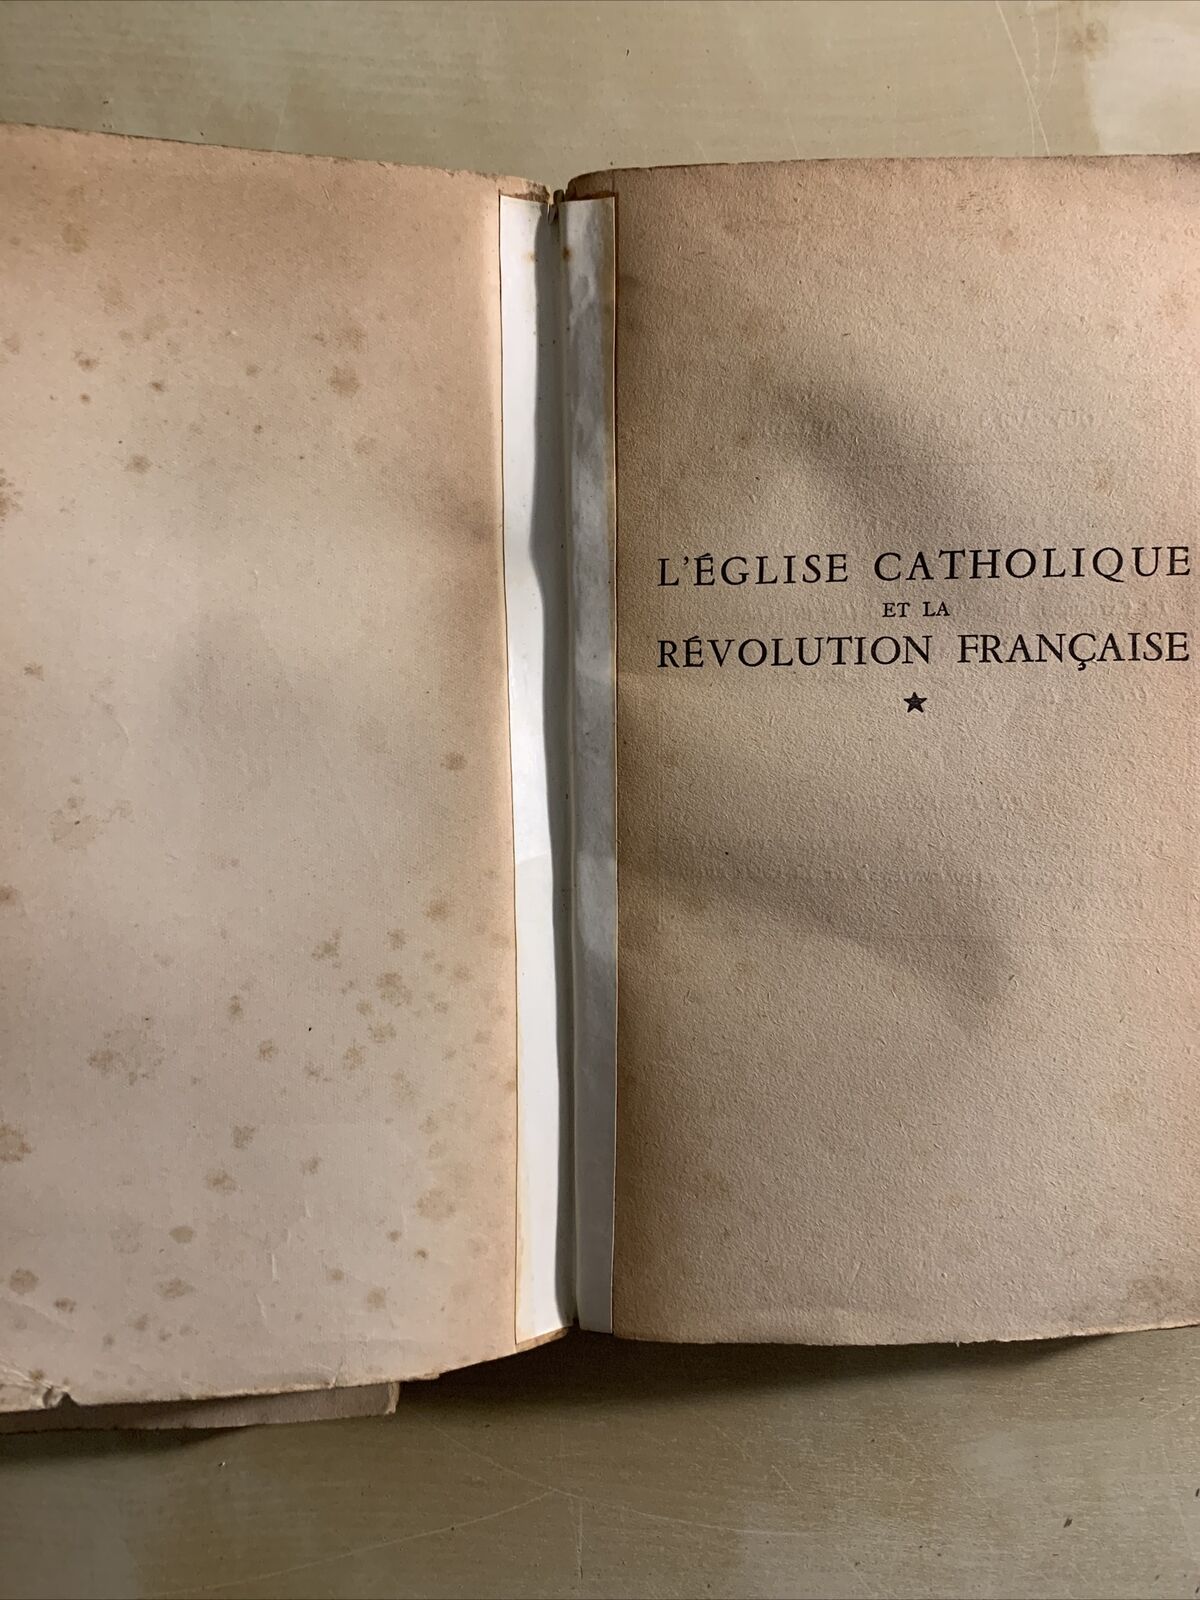 L'ÉGLISE CATHOLIQUE
ET LA
RÉVOLUTION FRANÇAISE